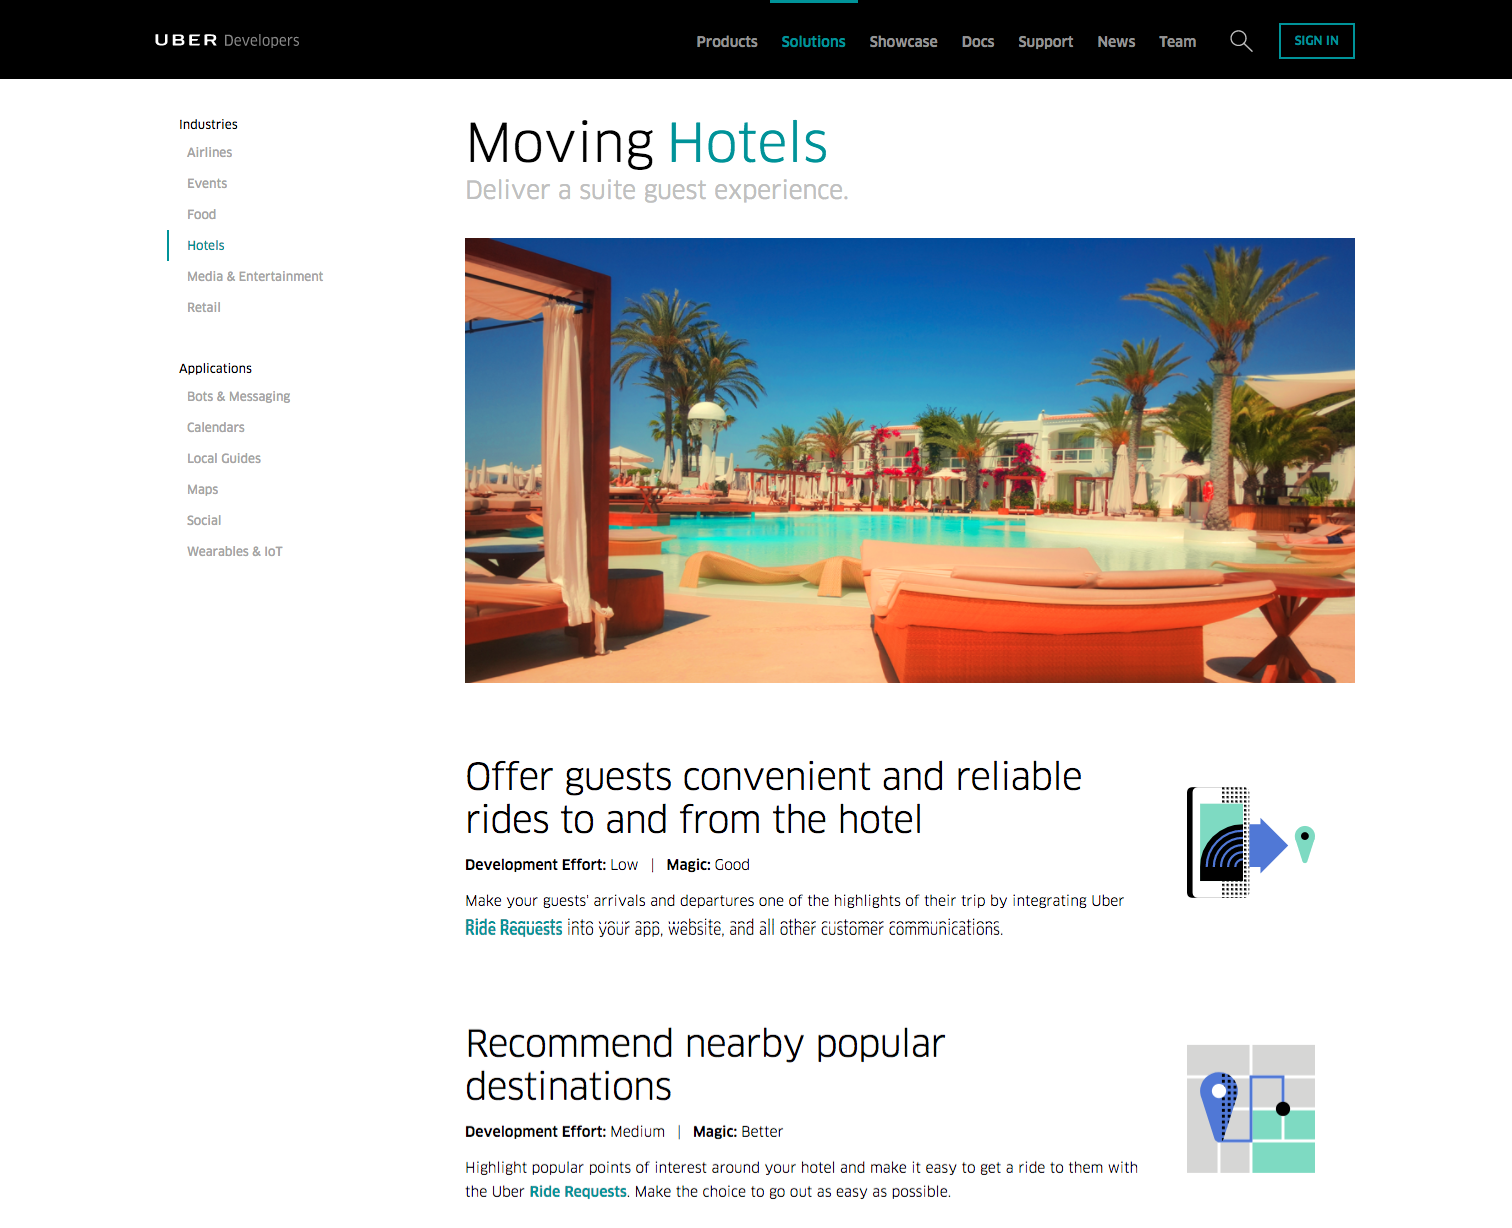 UBER Developers
Products Solutions Showcase Docs Support News Team SIGN IN
Industries
Airlines
Events
Food
Hotels
Media & Entertainment
Retail
Applications
Bots & Messaging
Calendars
Local Guides
Maps
Social
Wearables & IoT
Moving Hotels
Deliver a suite guest experience.
Offer guests convenient and reliable
rides to and from the hotel
Development Effort: Low | Magic: Good
Make your guests' arrivals and departures one of the highlights of their trip by integrating Uber
Ride Requests into your app, website, and all other customer communications.
Recommend nearby popular
destinations
Development Effort: Medium | Magic: Better
Highlight popular points of interest around your hotel and make it easy to get a ride to them with
the Uber Ride Requests. Make the choice to go out as easy as possible.